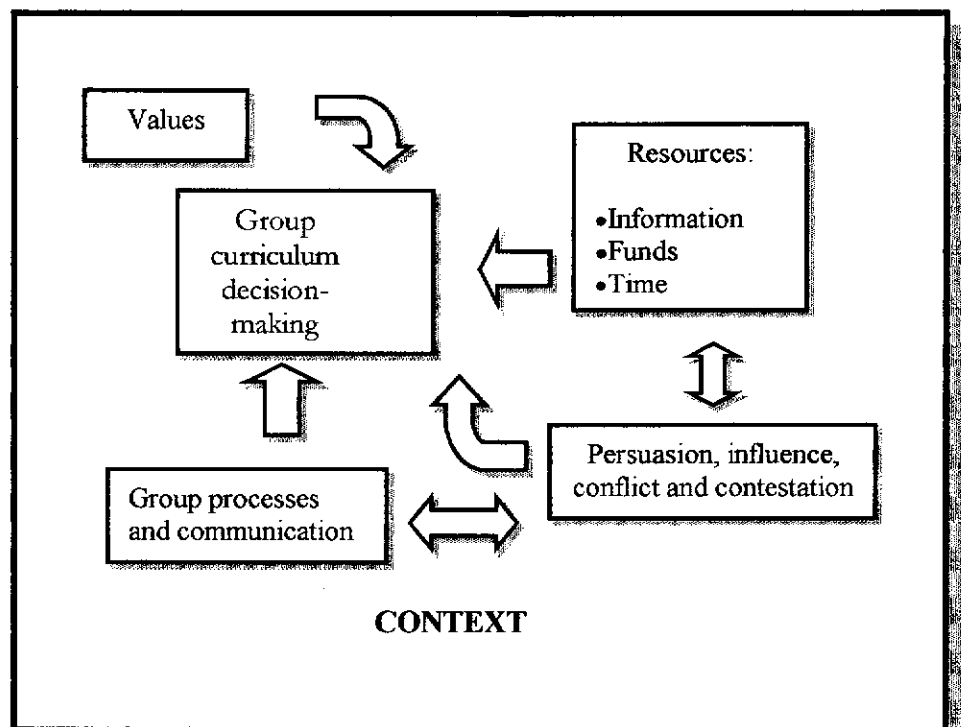 Values
Group
curriculum
decision-
making
Resources:
•Information
•Funds
•Time
Persuasion, influence,
conflict and contestation
Group processes
and communication
CONTEXT